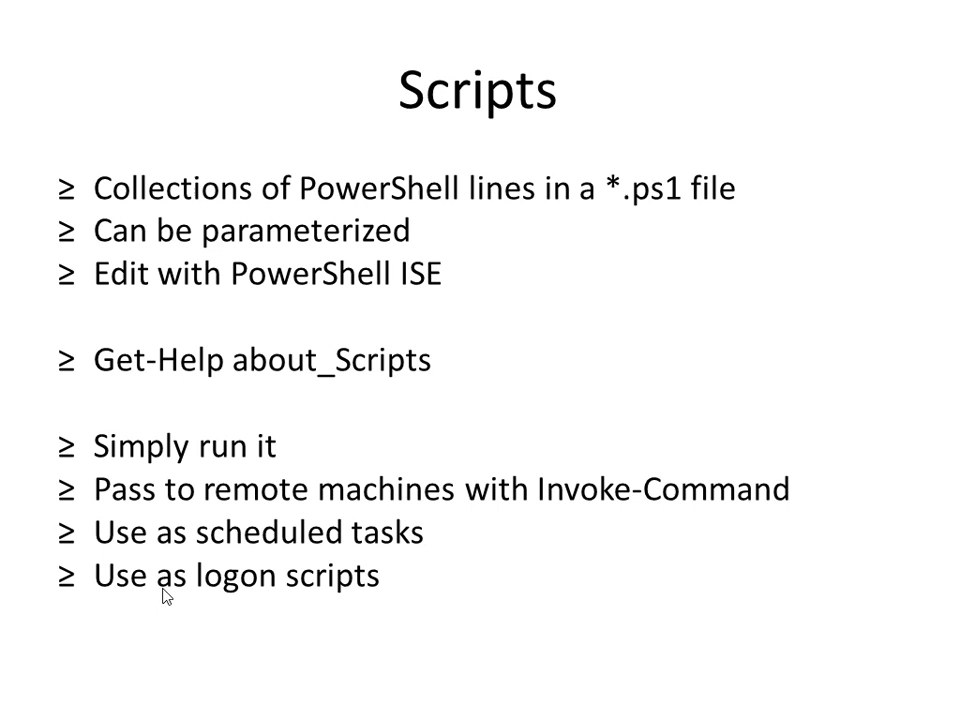 Scripts
≥ Collections of PowerShell lines in a *.ps1 file
≥ Can be parameterized
≥ Edit with PowerShell ISE
≥ Get-Help about_Scripts
≥ Simply run it
≥ Pass to remote machines with Invoke-Command
≥ Use as scheduled tasks
≥ Use as logon scripts